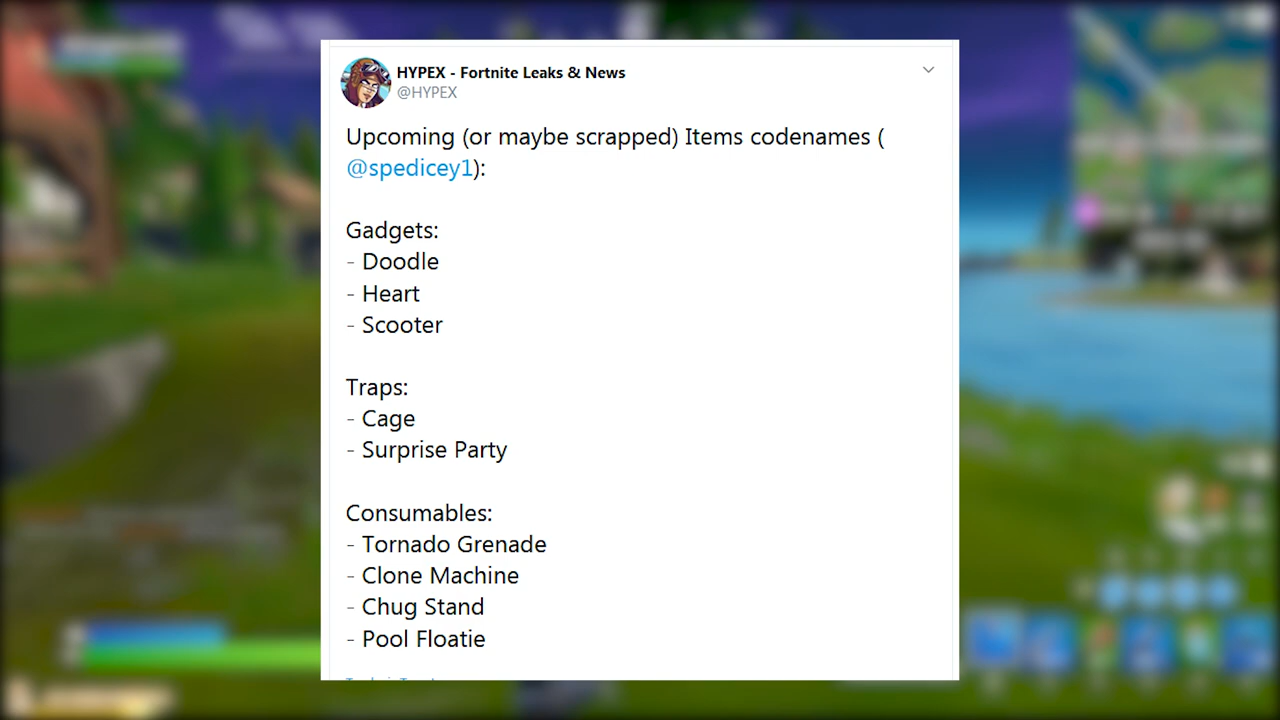 HYPEX - Fortnite Leaks & News
@HYPEX
Upcoming (or maybe scrapped) Items codenames (
@spedicey1):
Gadgets:
- Doodle
- Heart
- Scooter
Traps:
- Cage
- Surprise Party
Consumables:
- Tornado Grenade
- Clone Machine
- Chug Stand
- Pool Floatie